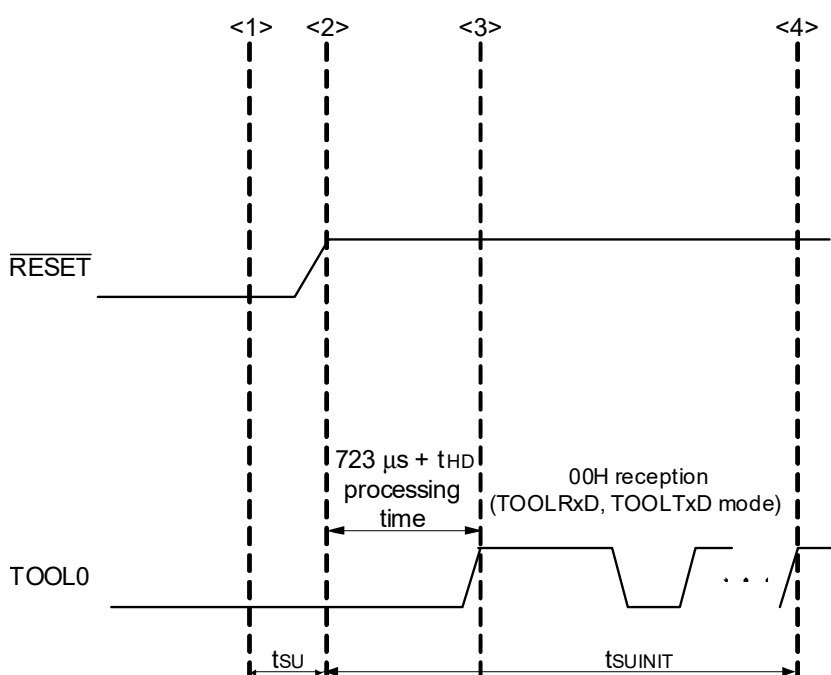 <1> <2> <3> <4>
RESET
723 µs + tHD
processing
time
00H reception
(TOOLRxD, TOOLTxD mode)
TOOL0
. . .
tSU tSUINIT